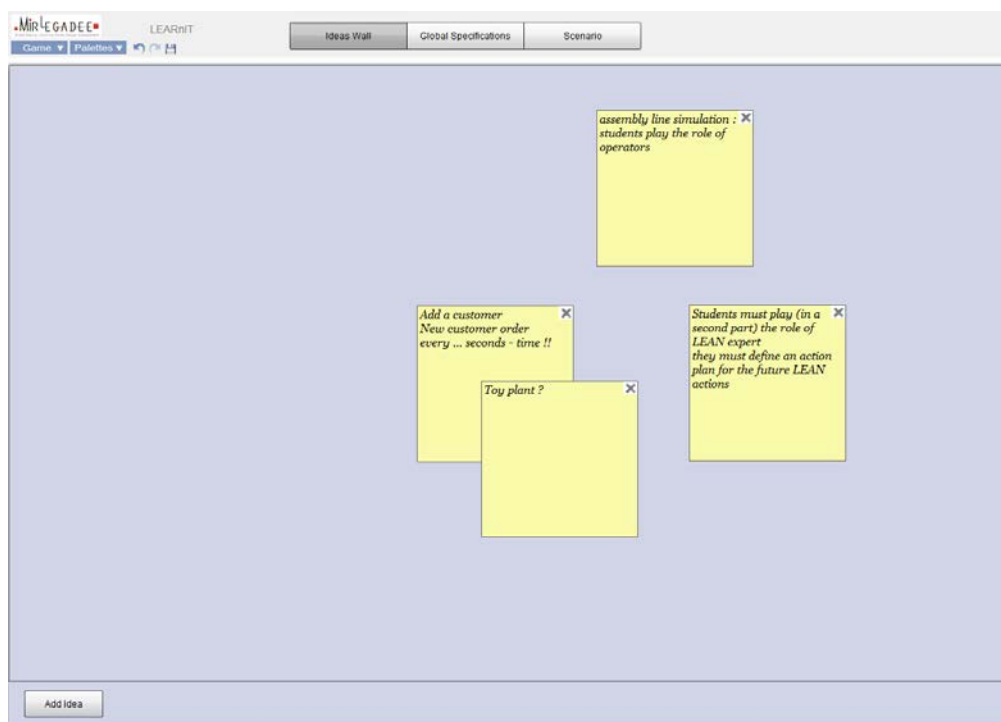 MIRLEGADEE
LEARnIT
Game ▼ Palettes ▼
Ideas Wall
Global Specifications
Scenario
assembly line simulation :
students play the role of
operators
Add a customer
New customer order
every ... seconds - time !!
Toy plant ?
Students must play (in a
second part) the role of
LEAN expert
they must define an action
plan for the future LEAN
actions
Add Idea